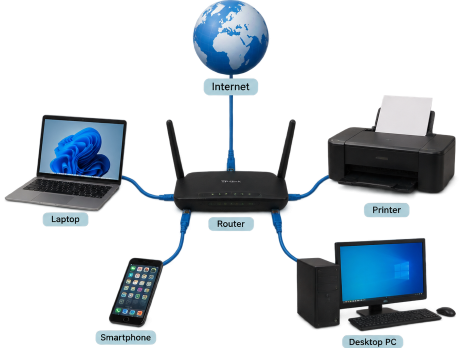 Internet
Laptop
Router
Printer
Smartphone
Desktop PC